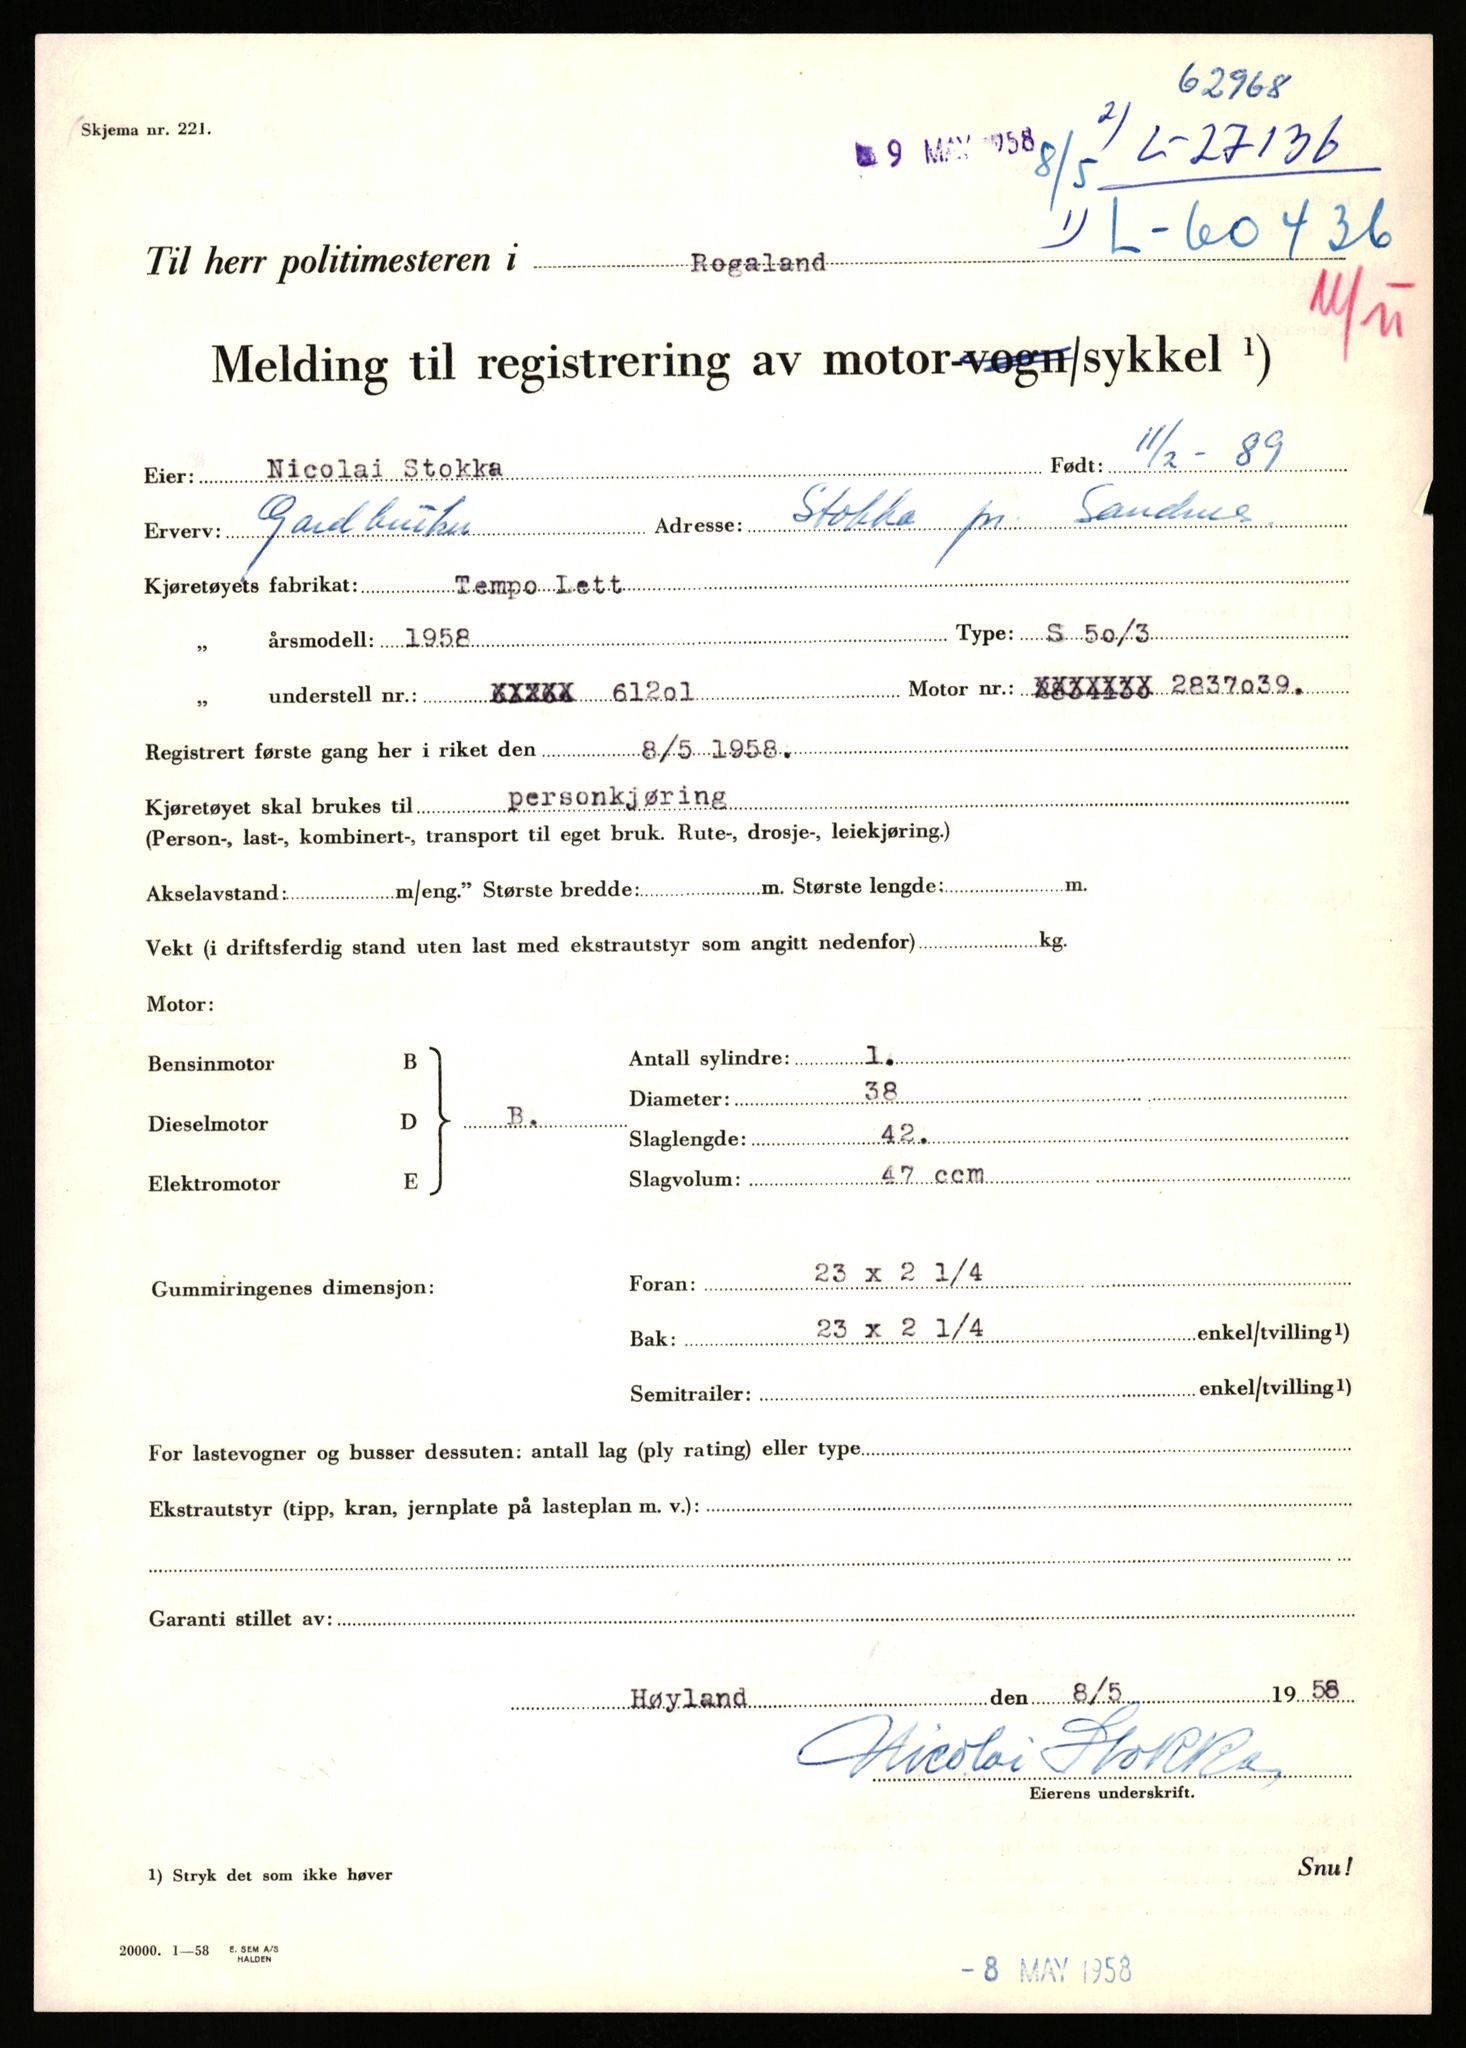 62968
Skjema nr. 221.
9 MAY 1958 8/5 2) L-27136
1) L-60436
Til herr politimesteren i Rogaland
11/II
Melding til registrering av motor-vogn/sykkel ¹)
Eier: Nicolai Stokka Født: 11/2 - 89
Erverv: Gardbruker Adresse: Stokka pr. Sandnes.
Kjøretøyets fabrikat: Tempo Lett
„ årsmodell: 1958 Type: S 5o/3
„ understell nr.: 612o1 Motor nr.: 2837o39.
Registrert første gang her i riket den 8/5 1958.
Kjøretøyet skal brukes til personkjøring
(Person-, last-, kombinert-, transport til eget bruk. Rute-, drosje-, leiekjøring.)
Akselavstand: m/eng.” Største bredde: m. Største lengde: m.
Vekt (i driftsferdig stand uten last med ekstrautstyr som angitt nedenfor) kg.
Motor:
Bensinmotor B Antall sylindre: 1.
Diameter: 38
Dieselmotor D B.
Slaglengde: 42.
Elektromotor E Slagvolum: 47 ccm
Gummiringenes dimensjon: Foran: 23 x 2 1/4
Bak: 23 x 2 1/4 enkel/tvilling¹)
Semitrailer: enkel/tvilling¹)
For lastevogner og busser dessuten: antall lag (ply rating) eller type
Ekstrautstyr (tipp, kran, jernplate på lasteplan m. v.):
Garanti stillet av:
Høyland den 8/5 1958
Nicolai Stokka
Eierens underskrift.
¹) Stryk det som ikke høver Snu!
20000. 1—58 E. SEM A/S
HALDEN
- 8 MAY 1958